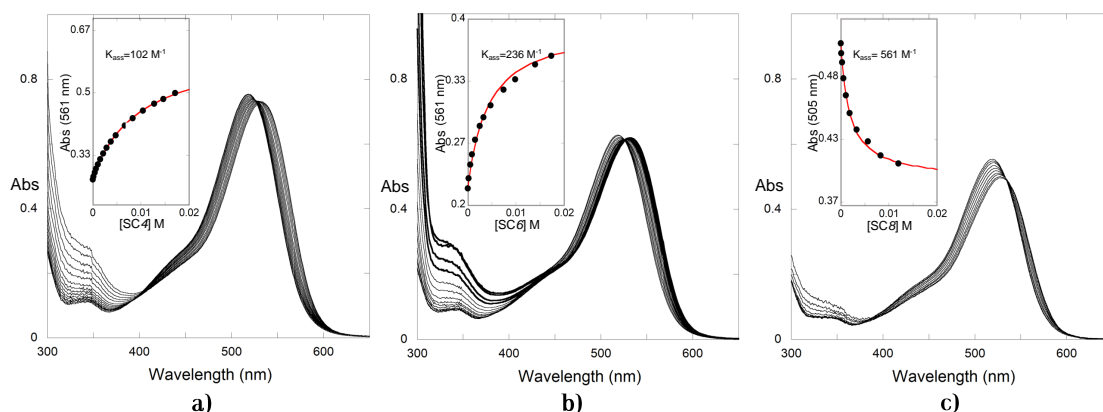 0.67
K_ass=102 M⁻¹
0.5
0.33
Abs (561 nm)
0 0.01 0.02
[SC4] M
0.8
Abs
0.4
0
300 400 500 600
Wavelength (nm)
a)
0.4
K_ass=236 M⁻¹
0.33
0.27
0.2
Abs (561 nm)
0 0.01 0.02
[SC6] M
0.8
Abs
0.4
0
300 400 500 600
Wavelength (nm)
b)
K_ass= 561 M⁻¹
0.48
0.43
0.37
Abs (505 nm)
0 0.01 0.02
[SC8] M
0.8
Abs
0.4
0
300 400 500 600
Wavelength (nm)
c)